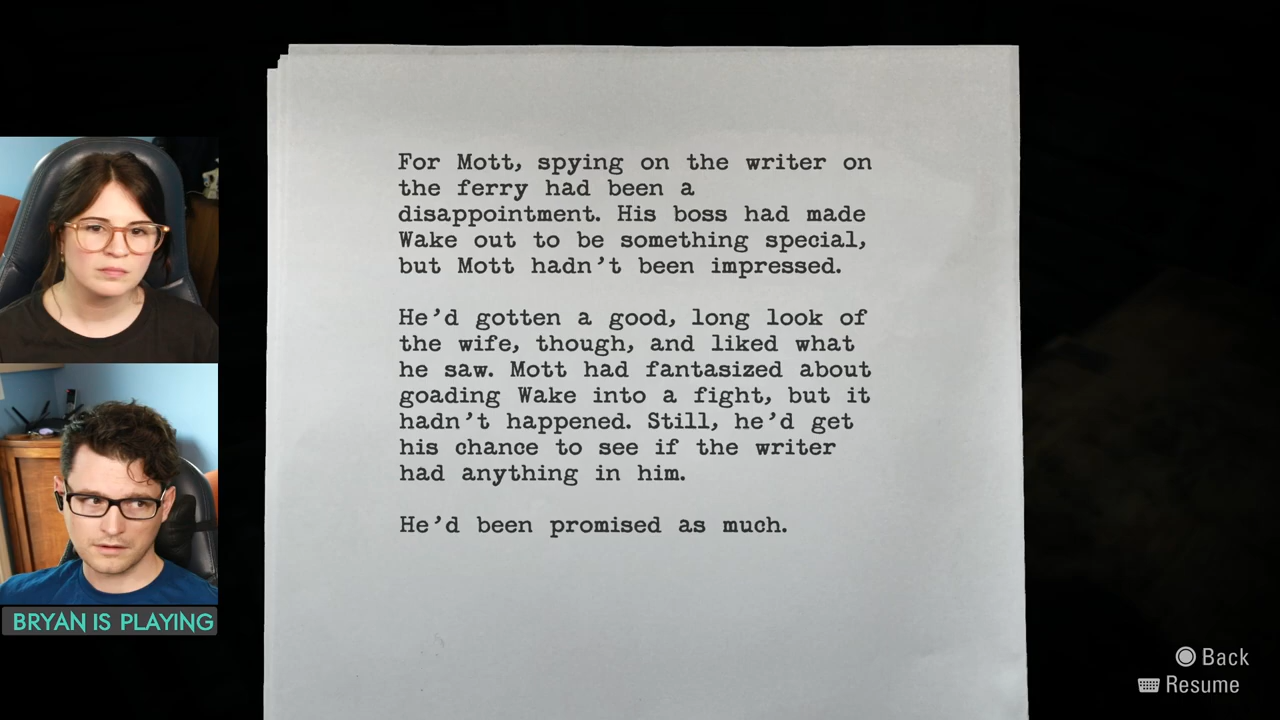 For Mott, spying on the writer on
the ferry had been a
disappointment. His boss had made
Wake out to be something special,
but Mott hadn't been impressed.
He'd gotten a good, long look of
the wife, though, and liked what
he saw. Mott had fantasized about
goading Wake into a fight, but it
hadn't happened. Still, he'd get
his chance to see if the writer
had anything in him.
He'd been promised as much.
BRYAN IS PLAYING
Back
Resume